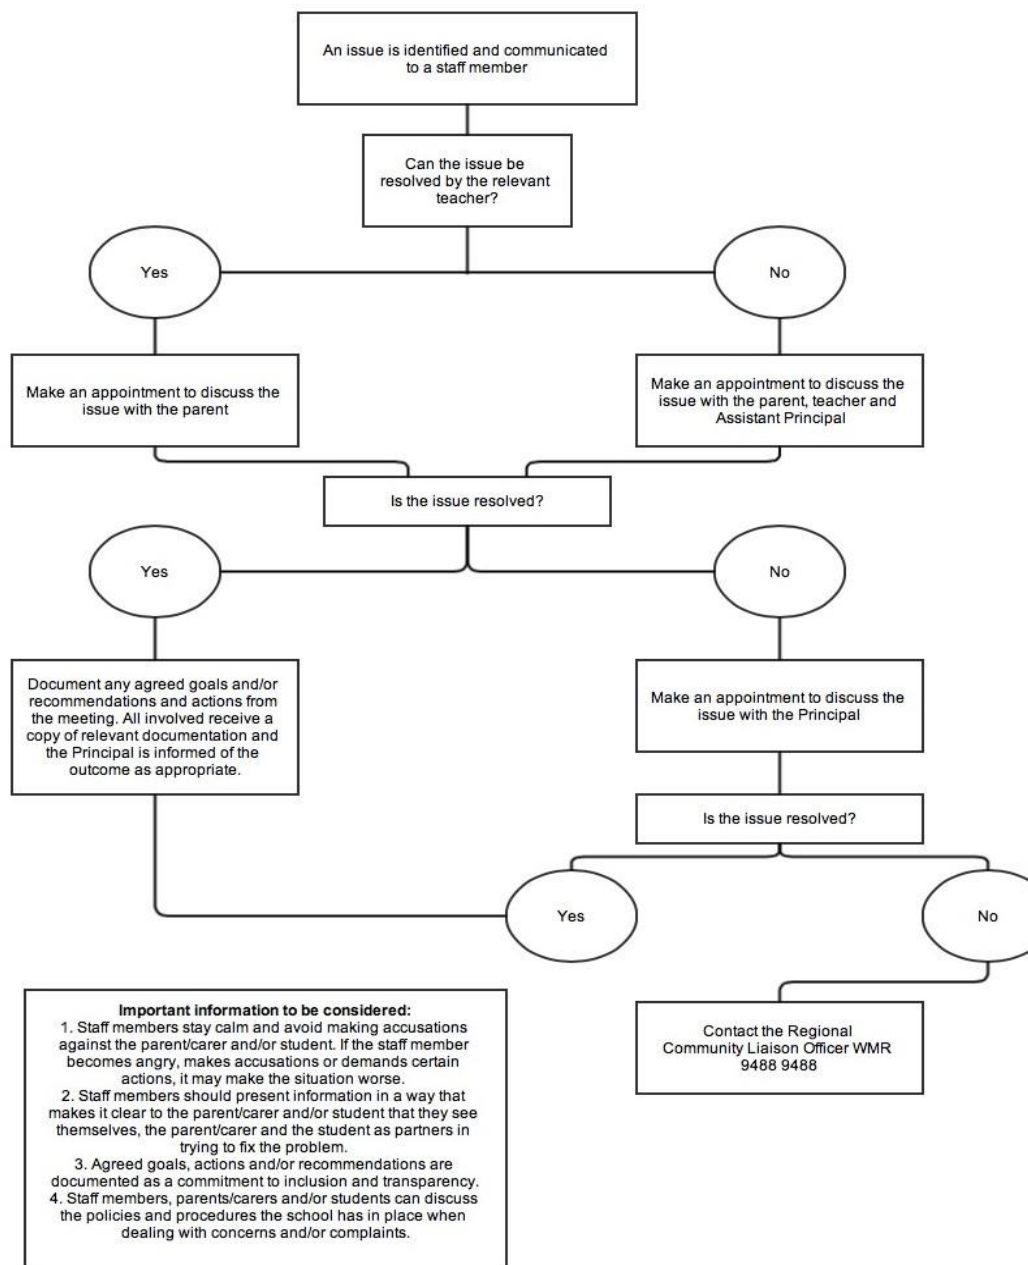 An issue is identified and communicated
to a staff member
Can the issue be
resolved by the relevant
teacher?
Yes
No
Make an appointment to discuss the
issue with the parent
Make an appointment to discuss the
issue with the parent, teacher and
Assistant Principal
Is the issue resolved?
Yes
No
Document any agreed goals and/or
recommendations and actions from
the meeting. All involved receive a
copy of relevant documentation and
the Principal is informed of the
outcome as appropriate.
Make an appointment to discuss the
issue with the Principal
Is the issue resolved?
Yes
No
Contact the Regional
Community Liaison Officer WMR
9488 9488
Important information to be considered:
1. Staff members stay calm and avoid making accusations
against the parent/carer and/or student. If the staff member
becomes angry, makes accusations or demands certain
actions, it may make the situation worse.
2. Staff members should present information in a way that
makes it clear to the parent/carer and/or student that they see
themselves, the parent/carer and the student as partners in
trying to fix the problem.
3. Agreed goals, actions and/or recommendations are
documented as a commitment to inclusion and transparency.
4. Staff members, parents/carers and/or students can discuss
the policies and procedures the school has in place when
dealing with concerns and/or complaints.